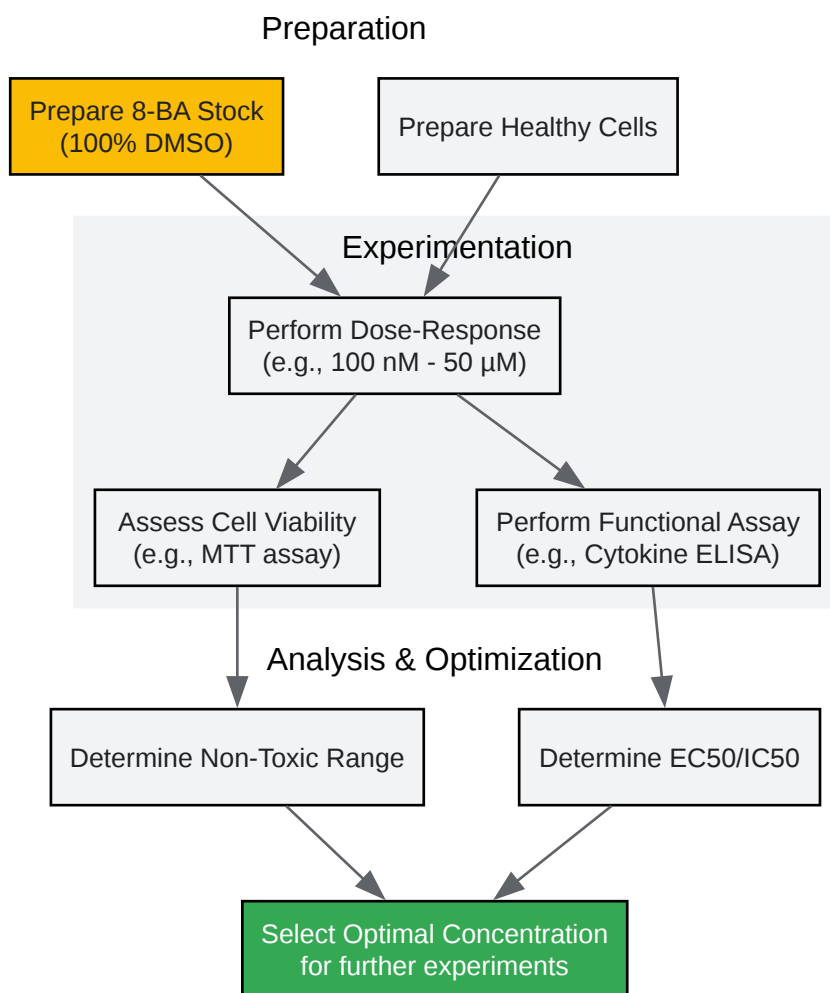 Preparation
Prepare 8-BA Stock
(100% DMSO)
Prepare Healthy Cells
Experimentation
Perform Dose-Response
(e.g., 100 nM - 50 µM)
Assess Cell Viability
(e.g., MTT assay)
Perform Functional Assay
(e.g., Cytokine ELISA)
Analysis & Optimization
Determine Non-Toxic Range
Determine EC50/IC50
Select Optimal Concentration
for further experiments